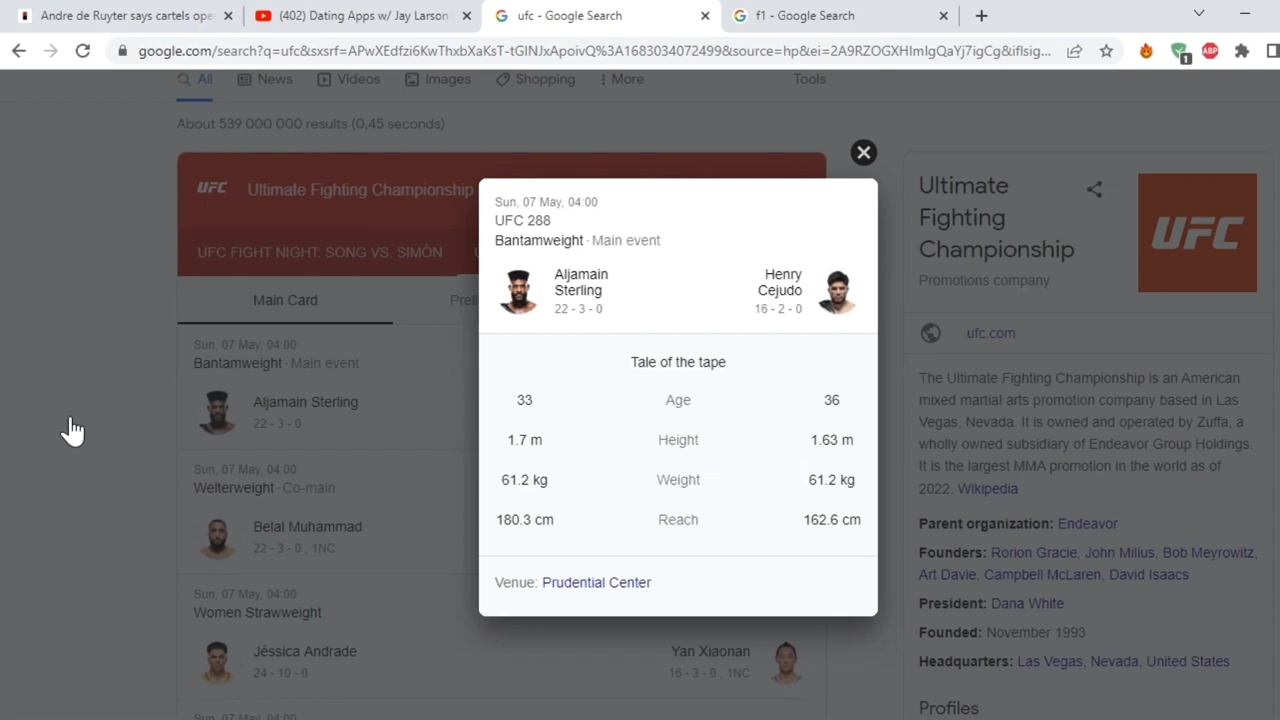 Andre de Ruyter says cartels ope
(402) Dating Apps w/ Jay Larson
ufc - Google Search
f1 - Google Search
google.com/search?q=ufc&sxsrf=APwXEdfzi6KwThxbXaKsT-tGINJxApoivQ%3A1683034072499&source=hp&ei=2A9RZOGXHImIgQaYj7igCg&iflsig...
1
ABP
All
News
Videos
Images
Shopping
More
Tools
About 539 000 000 results (0,45 seconds)
UFC
Ultimate Fighting Championship
UFC FIGHT NIGHT: SONG VS. SIMÓN
Main Card
Sun, 07 May, 04:00
Bantamweight · Main event
Aljamain Sterling
22 - 3 - 0
Sun, 07 May, 04:00
Welterweight · Co-main
Belal Muhammad
22 - 3 - 0 , 1NC
Sun, 07 May, 04:00
Women Strawweight
Jéssica Andrade
24 - 10 - 0
Yan Xiaonan
16 - 3 - 0 , 1NC
Sun, 07 May, 04:00
Sun, 07 May, 04:00
UFC 288
Bantamweight · Main event
Aljamain
Sterling
22 - 3 - 0
Henry
Cejudo
16 - 2 - 0
Tale of the tape
33 Age 36
1.7 m Height 1.63 m
61.2 kg Weight 61.2 kg
180.3 cm Reach 162.6 cm
Venue: Prudential Center
Ultimate
Fighting
Championship
Promotions company
UFC
ufc.com
The Ultimate Fighting Championship is an American
mixed martial arts promotion company based in Las
Vegas, Nevada. It is owned and operated by Zuffa, a
wholly owned subsidiary of Endeavor Group Holdings.
It is the largest MMA promotion in the world as of
2022. Wikipedia
Parent organization: Endeavor
Founders: Rorion Gracie, John Milius, Bob Meyrowitz,
Art Davie, Campbell McLaren, David Isaacs
President: Dana White
Founded: November 1993
Headquarters: Las Vegas, Nevada, United States
Profiles